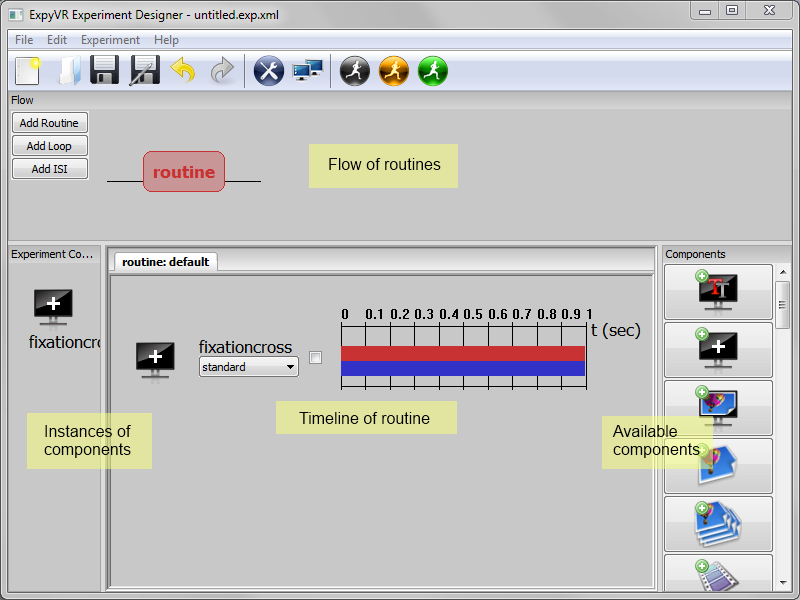 ExpyVR Experiment Designer - untitled.exp.xml
File Edit Experiment Help
Flow
Add Routine
Add Loop
Add ISI
routine
Flow of routines
Experiment Co...
fixationcro
routine: default
0 0.1 0.2 0.3 0.4 0.5 0.6 0.7 0.8 0.9 1
t (sec)
fixationcross
standard
Timeline of routine
Instances of
components
Components
TT
Available
components